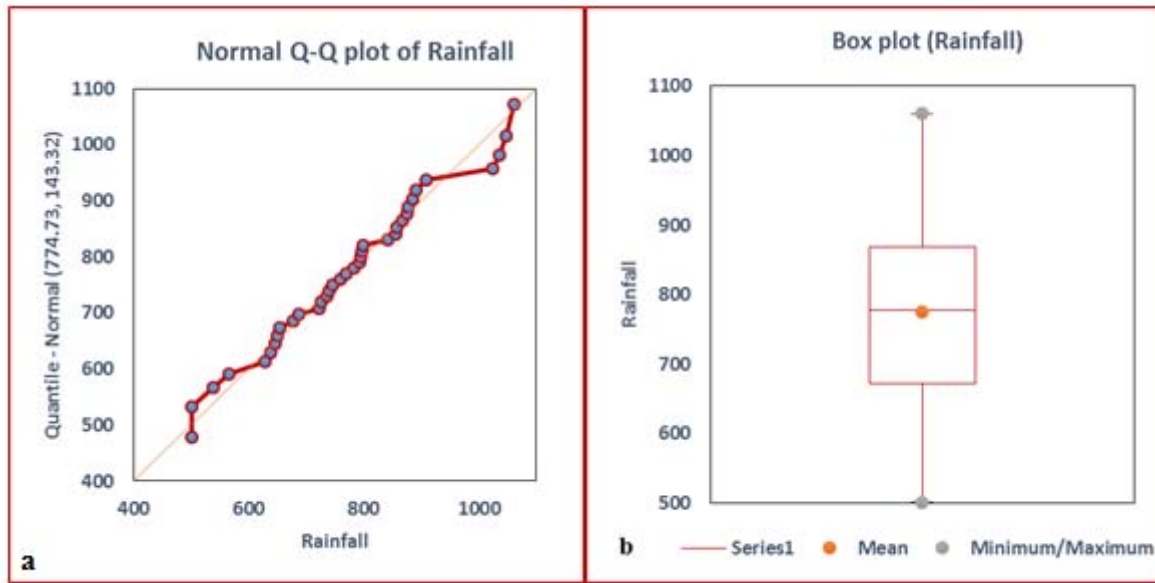 Normal Q-Q plot of Rainfall
Quantile - Normal (774.73, 143.32)
1100
1000
900
800
700
600
500
400
400 600 800 1000
Rainfall
a
Box plot (Rainfall)
Rainfall
1100
1000
900
800
700
600
500
b
Series1 Mean Minimum/Maximum